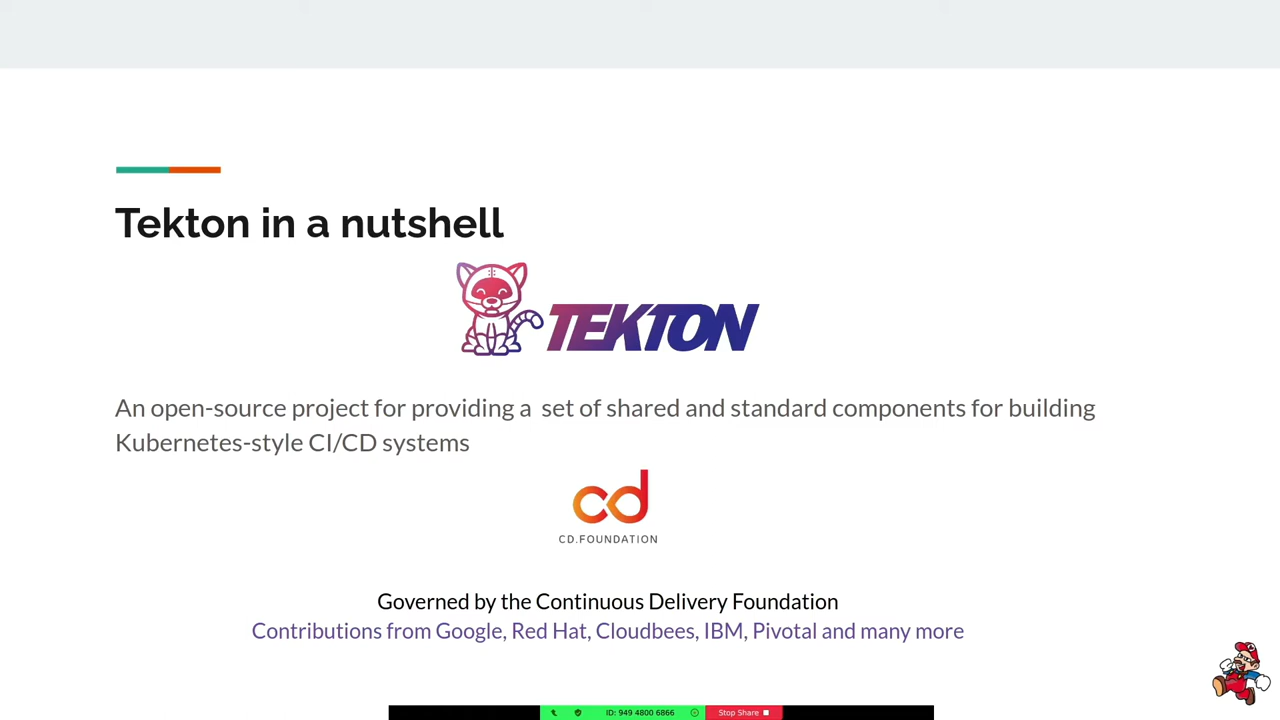 Tekton in a nutshell
TEKTON
An open-source project for providing a set of shared and standard components for building
Kubernetes-style CI/CD systems
cd
CD.FOUNDATION
Governed by the Continuous Delivery Foundation
Contributions from Google, Red Hat, Cloudbees, IBM, Pivotal and many more
ID: 949 4800 6866 Stop Share